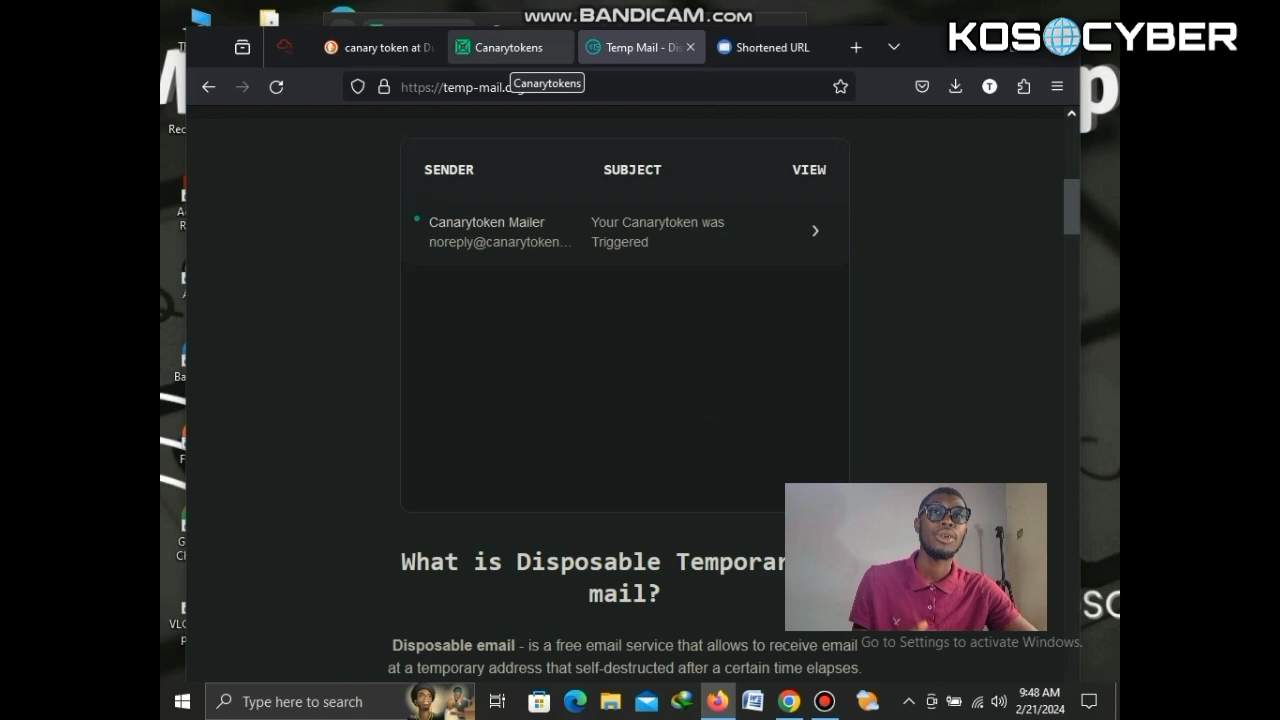 www.BANDICAM.com
KOSOCYBER
canary token at Du
Canarytokens
Temp Mail - Dis
Shortened URL
https://temp-mail.o
Canarytokens
SENDER
SUBJECT
VIEW
Canarytoken Mailer
noreply@canarytoken...
Your Canarytoken was
Triggered
What is Disposable Tempora
mail?
Disposable email - is a free email service that allows to receive email
at a temporary address that self-destructed after a certain time elapses.
Go to Settings to activate Windows.
Type here to search
9:48 AM
2/21/2024